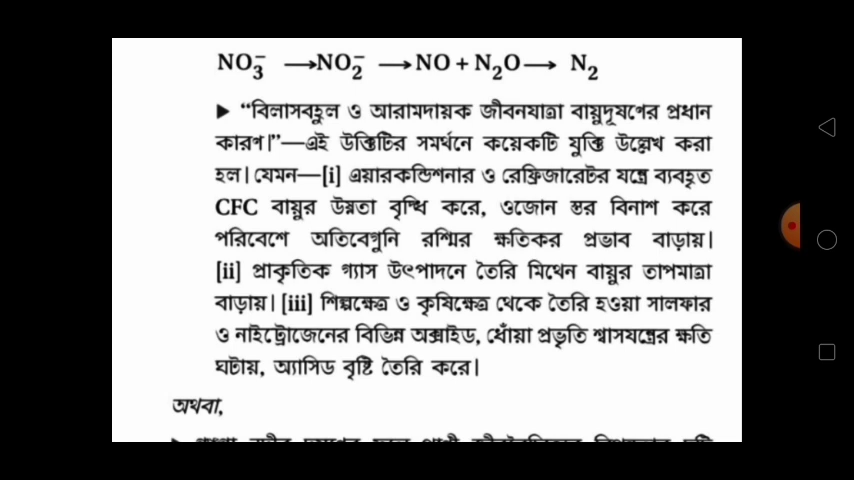 NO₃⁻ ⟶NO₂⁻ ⟶NO + N₂O⟶ N₂
▶ “বিলাসবহুল ও আরামদায়ক জীবনযাত্রা বায়ুদূষণের প্রধান
কারণ।”—এই উক্তিটির সমর্থনে কয়েকটি যুক্তি উল্লেখ করা
হল। যেমন—[i] এয়ারকন্ডিশনার ও রেফ্রিজারেটর যন্ত্রে ব্যবহৃত
CFC বায়ুর উষ্ণতা বৃদ্ধি করে, ওজোন স্তর বিনাশ করে
পরিবেশে অতিবেগুনি রশ্মির ক্ষতিকর প্রভাব বাড়ায়।
[ii] প্রাকৃতিক গ্যাস উৎপাদনে তৈরি মিথেন বায়ুর তাপমাত্রা
বাড়ায়। [iii] শিল্পক্ষেত্র ও কৃষিক্ষেত্র থেকে তৈরি হওয়া সালফার
ও নাইট্রোজেনের বিভিন্ন অক্সাইড, ধোঁয়া প্রভৃতি শ্বাসযন্ত্রের ক্ষতি
ঘটায়, অ্যাসিড বৃষ্টি তৈরি করে।
অথবা,